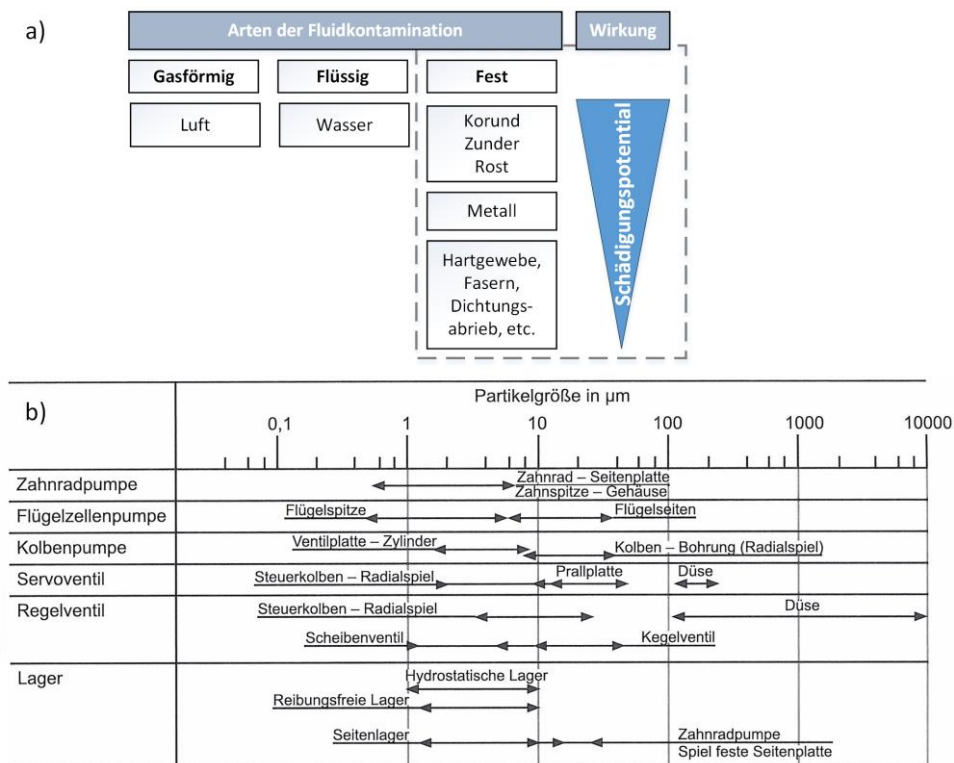 a)
Arten der Fluidkontamination
Wirkung
Gasförmig
Flüssig
Fest
Luft
Wasser
Korund
Zunder
Rost
Metall
Hartgewebe,
Fasern,
Dichtungs-
abrieb, etc.
Schädigungspotential
b)
Partikelgröße in µm
0,1 1 10 100 1000 10000
Zahnradpumpe
Zahnrad – Seitenplatte
Zahnspitze – Gehäuse
Flügelzellenpumpe
Flügelspitze
Flügelseiten
Kolbenpumpe
Ventilplatte – Zylinder
Kolben – Bohrung (Radialspiel)
Servoventil
Steuerkolben – Radialspiel
Prallplatte
Düse
Regelventil
Steuerkolben – Radialspiel
Düse
Scheibenventil
Kegelventil
Lager
Hydrostatische Lager
Reibungsfreie Lager
Seitenlager
Zahnradpumpe
Spiel feste Seitenplatte